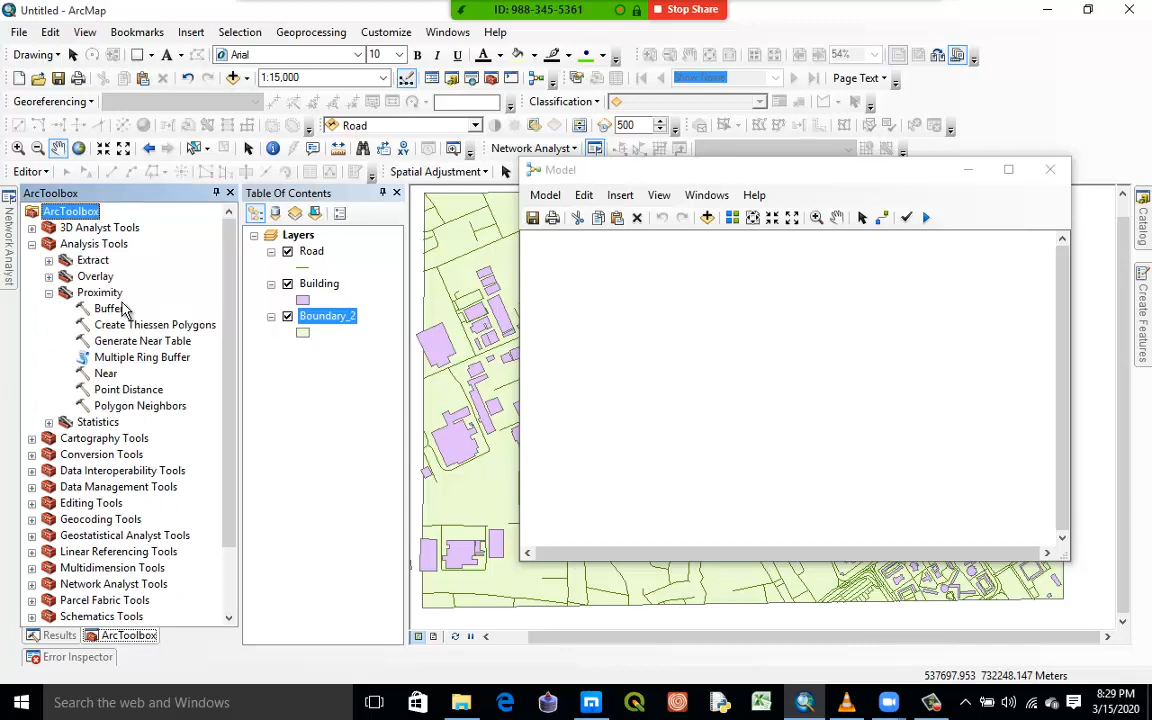 Untitled - ArcMap
ID: 988-345-5361
Stop Share
File Edit View Bookmarks Insert Selection Geoprocessing Customize Windows Help
Drawing Arial 10 B I U A 54%
1:15,000 Page Text
Georeferencing Classification
Road 500
Network Analyst
Editor Spatial Adjustment
ArcToolbox
Table Of Contents
Model
Model Edit Insert View Windows Help
Network Analyst
Catalog
Create Features
ArcToolbox
3D Analyst Tools
Analysis Tools
Extract
Overlay
Proximity
Buffer
Create Thiessen Polygons
Generate Near Table
Multiple Ring Buffer
Near
Point Distance
Polygon Neighbors
Statistics
Cartography Tools
Conversion Tools
Data Interoperability Tools
Data Management Tools
Editing Tools
Geocoding Tools
Geostatistical Analyst Tools
Linear Referencing Tools
Multidimension Tools
Network Analyst Tools
Parcel Fabric Tools
Schematics Tools
Layers
Road
Building
Boundary_2
Results ArcToolbox
Error Inspector
537697.953 732248.147 Meters
Search the web and Windows
8:29 PM
3/15/2020